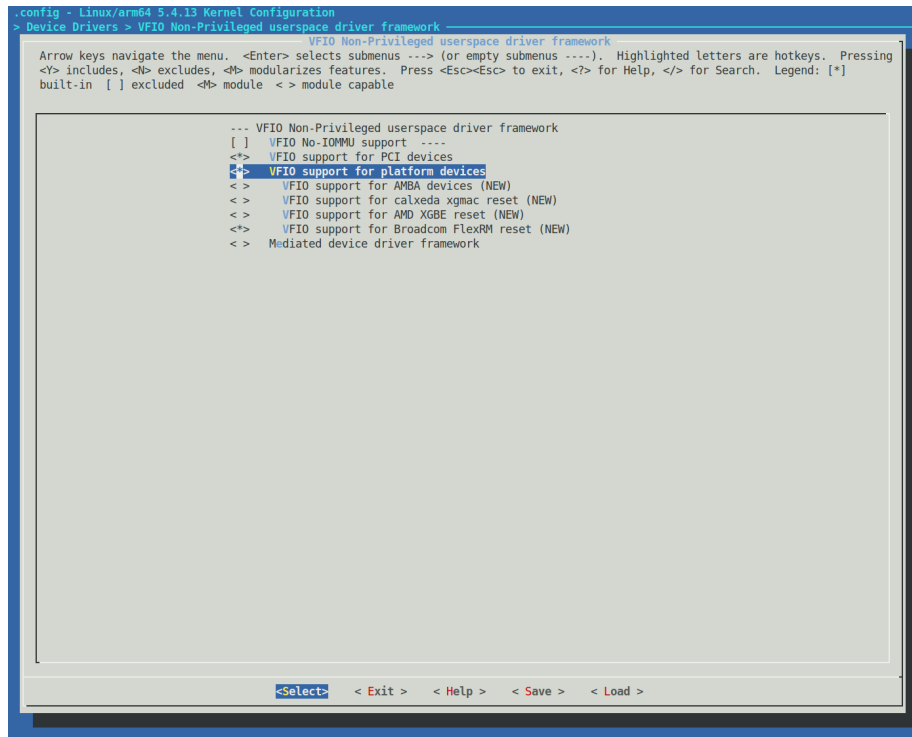 .config - Linux/arm64 5.4.13 Kernel Configuration
> Device Drivers > VFIO Non-Privileged userspace driver framework
VFIO Non-Privileged userspace driver framework
Arrow keys navigate the menu.  <Enter> selects submenus ---> (or empty submenus ----).  Highlighted letters are hotkeys.  Pressing
<Y> includes, <N> excludes, <M> modularizes features.  Press <Esc><Esc> to exit, <?> for Help, </> for Search.  Legend: [*]
built-in  [ ] excluded  <M> module  < > module capable
--- VFIO Non-Privileged userspace driver framework
[ ]   VFIO No-IOMMU support  ----
<*>   VFIO support for PCI devices
<*>   VFIO support for platform devices
< >     VFIO support for AMBA devices (NEW)
< >     VFIO support for calxeda xgmac reset (NEW)
< >     VFIO support for AMD XGBE reset (NEW)
<*>     VFIO support for Broadcom FlexRM reset (NEW)
< >   Mediated device driver framework
<Select>    < Exit >    < Help >    < Save >    < Load >